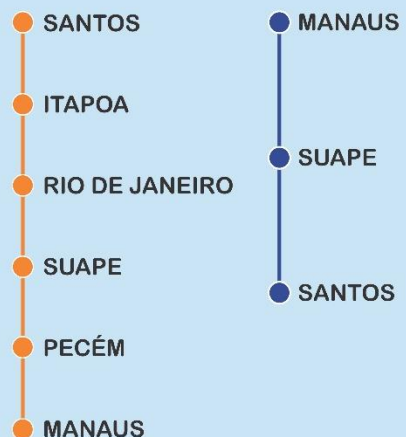 SANTOS
ITAPOA
RIO DE JANEIRO
SUAPE
PECÉM
MANAUS
MANAUS
SUAPE
SANTOS